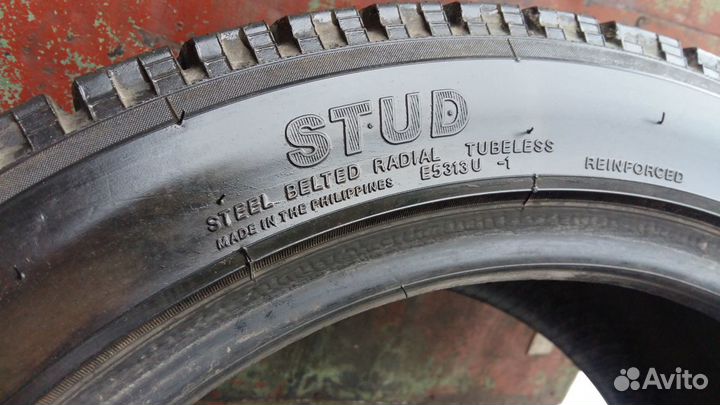 STUD
STEEL BELTED RADIAL TUBELESS
MADE IN THE PHILIPPINES E5313U -1
REINFORCED
Avito